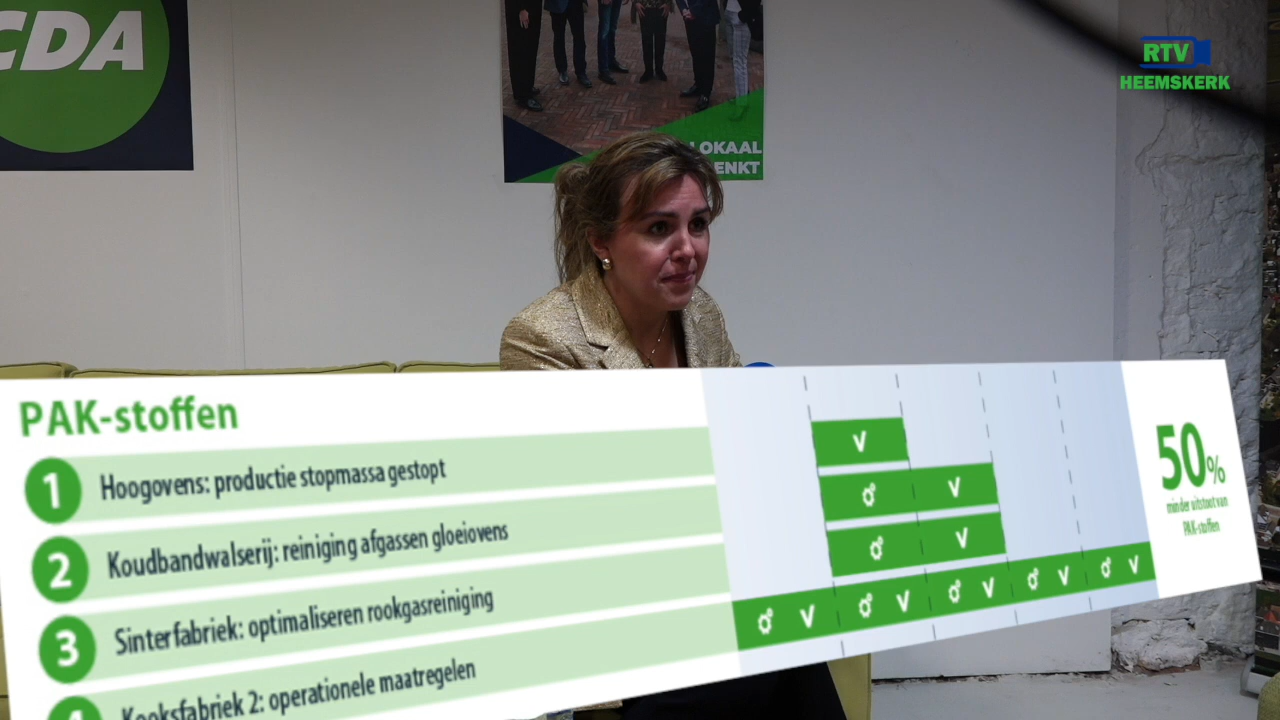 CDA
LOKAAL
ENKT
RTV
HEEMSKERK
PAK-stoffen
1 Hoogovens: productie stopmassa gestopt
2 Koudbandwalserij: reiniging afgassen gloeiovens
3 Sinterfabriek: optimaliseren rookgasreiniging
4 Kooksfabriek 2: operationele maatregelen
50%
minder uitstoot van
PAK-stoffen